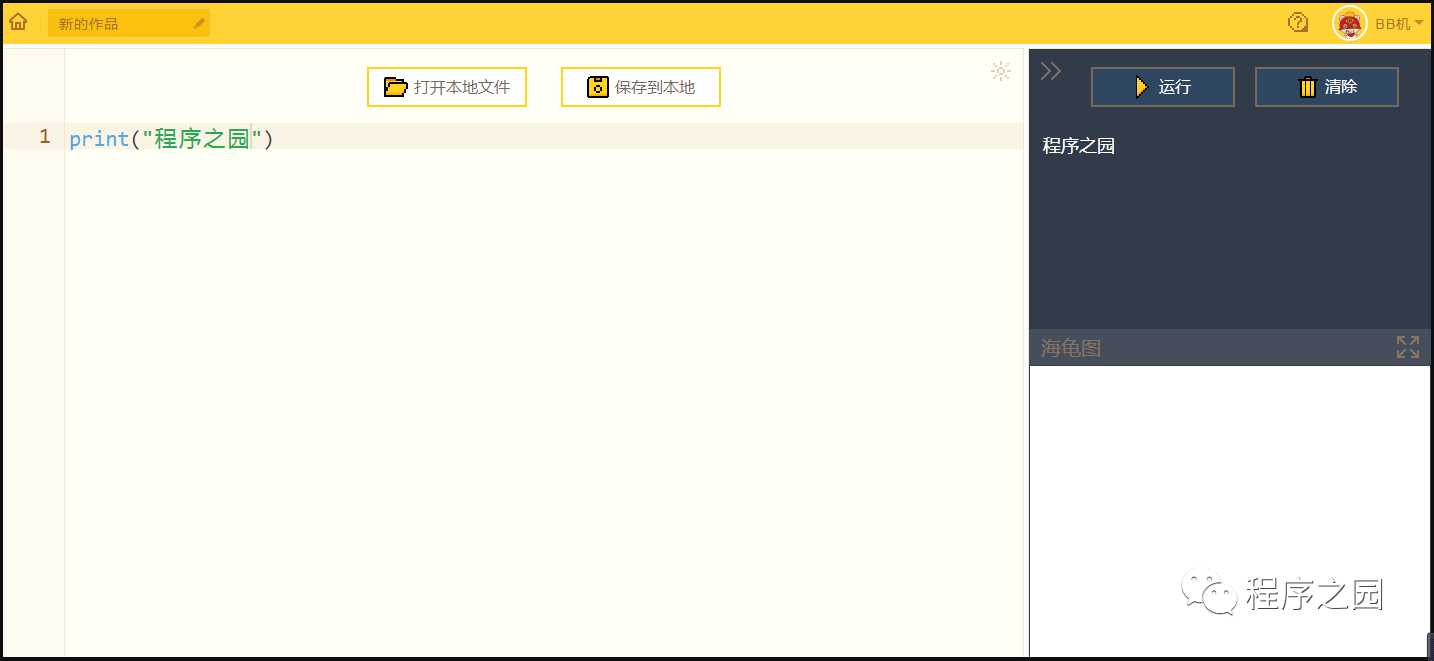 新的作品
BB机
打开本地文件
保存到本地
运行
清除
1 print("程序之园")
程序之园
海龟图
程序之园